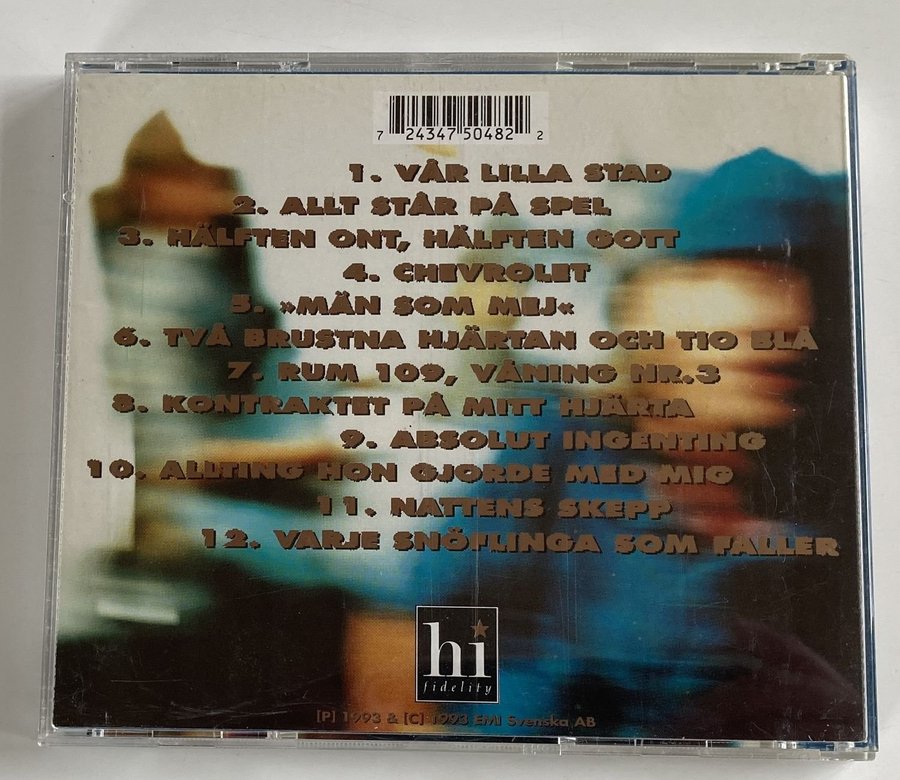 7 24347 50482 2
1. VÅR LILLA STAD
2. ALLT STÅR PÅ SPEL
3. HÄLFTEN ONT, HÄLFTEN GOTT
4. CHEVROLET
5. »MÄN SOM MEJ«
6. TVÅ BRUSTNA HJÄRTAN OCH TIO BLÅ
7. RUM 109, VÅNING NR.3
8. KONTRAKTET PÅ MITT HJÄRTA
9. ABSOLUT INGENTING
10. ALLTING HON GJORDE MED MIG
11. NATTENS SKEPP
12. VARJE SNÖFLINGA SOM FALLER
hi
fidelity
[P] 1993 & [C] 1993 EMI Svenska AB